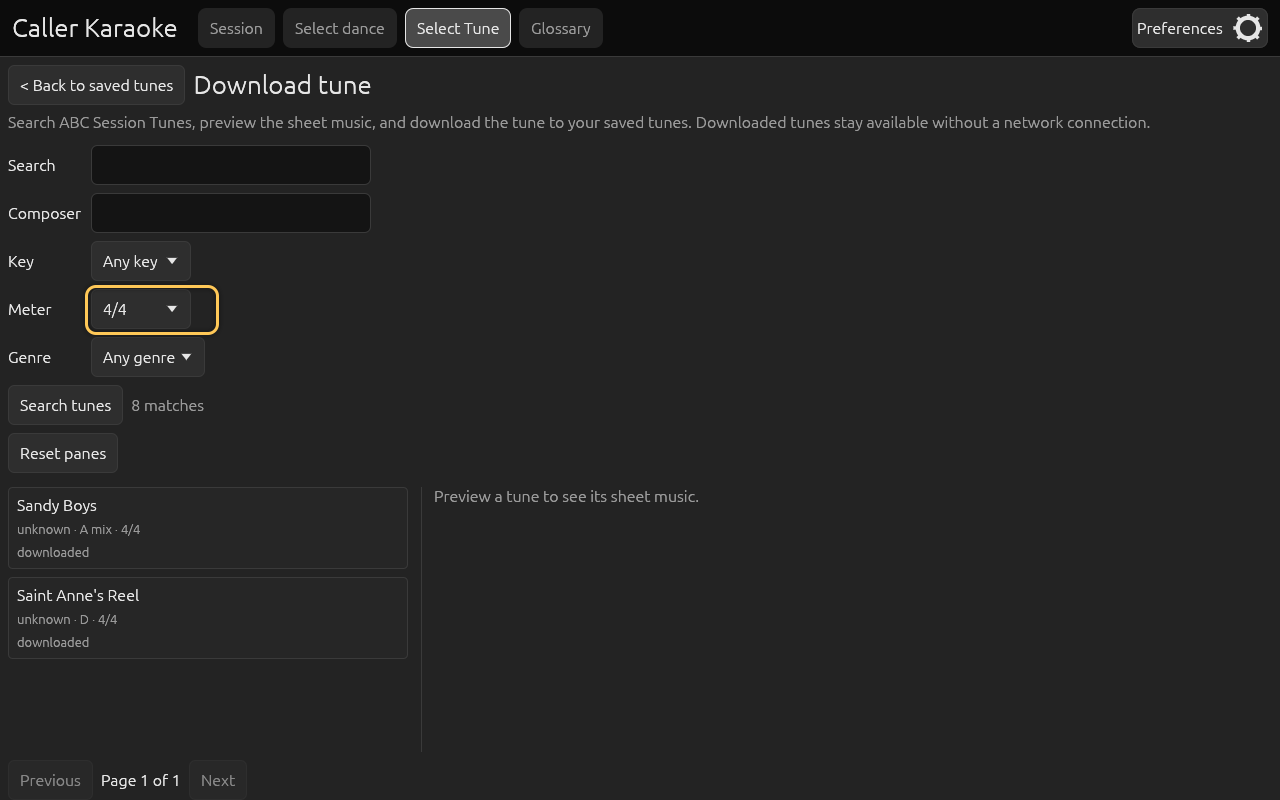 Caller Karaoke
Session
Select dance
Select Tune
Glossary
Preferences
< Back to saved tunes
Download tune
Search ABC Session Tunes, preview the sheet music, and download the tune to your saved tunes. Downloaded tunes stay available without a network connection.
Search
Composer
Key
Any key
Meter
4/4
Genre
Any genre
Search tunes
8 matches
Reset panes
Sandy Boys
unknown · A mix · 4/4
downloaded
Saint Anne's Reel
unknown · D · 4/4
downloaded
Preview a tune to see its sheet music.
Previous
Page 1 of 1
Next